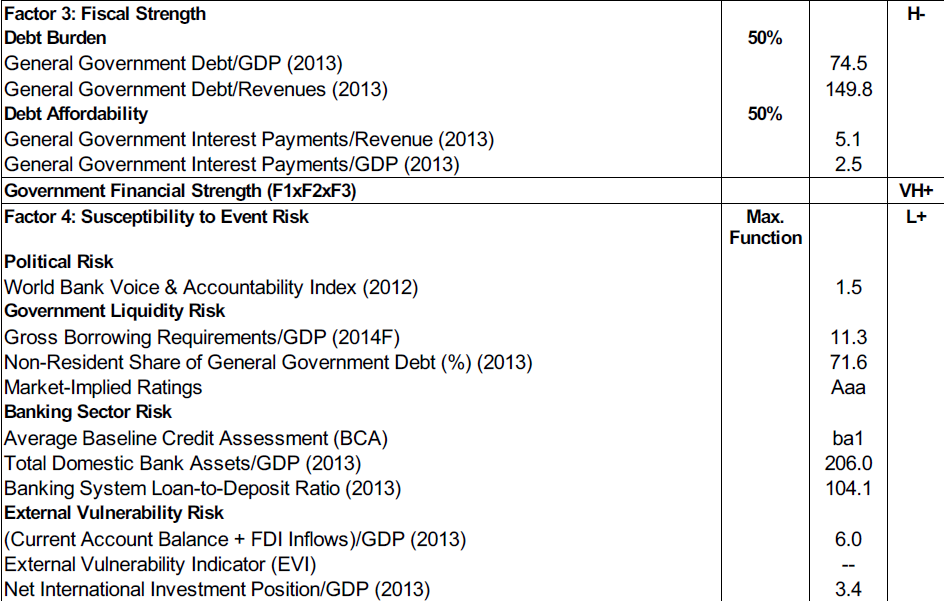 Factor 3: Fiscal Strength H-
Debt Burden 50%
General Government Debt/GDP (2013) 74.5
General Government Debt/Revenues (2013) 149.8
Debt Affordability 50%
General Government Interest Payments/Revenue (2013) 5.1
General Government Interest Payments/GDP (2013) 2.5
Government Financial Strength (F1xF2xF3) VH+
Factor 4: Susceptibility to Event Risk Max. L+
Function
Political Risk
World Bank Voice & Accountability Index (2012) 1.5
Government Liquidity Risk
Gross Borrowing Requirements/GDP (2014F) 11.3
Non-Resident Share of General Government Debt (%) (2013) 71.6
Market-Implied Ratings Aaa
Banking Sector Risk
Average Baseline Credit Assessment (BCA) ba1
Total Domestic Bank Assets/GDP (2013) 206.0
Banking System Loan-to-Deposit Ratio (2013) 104.1
External Vulnerability Risk
(Current Account Balance + FDI Inflows)/GDP (2013) 6.0
External Vulnerability Indicator (EVI) --
Net International Investment Position/GDP (2013) 3.4